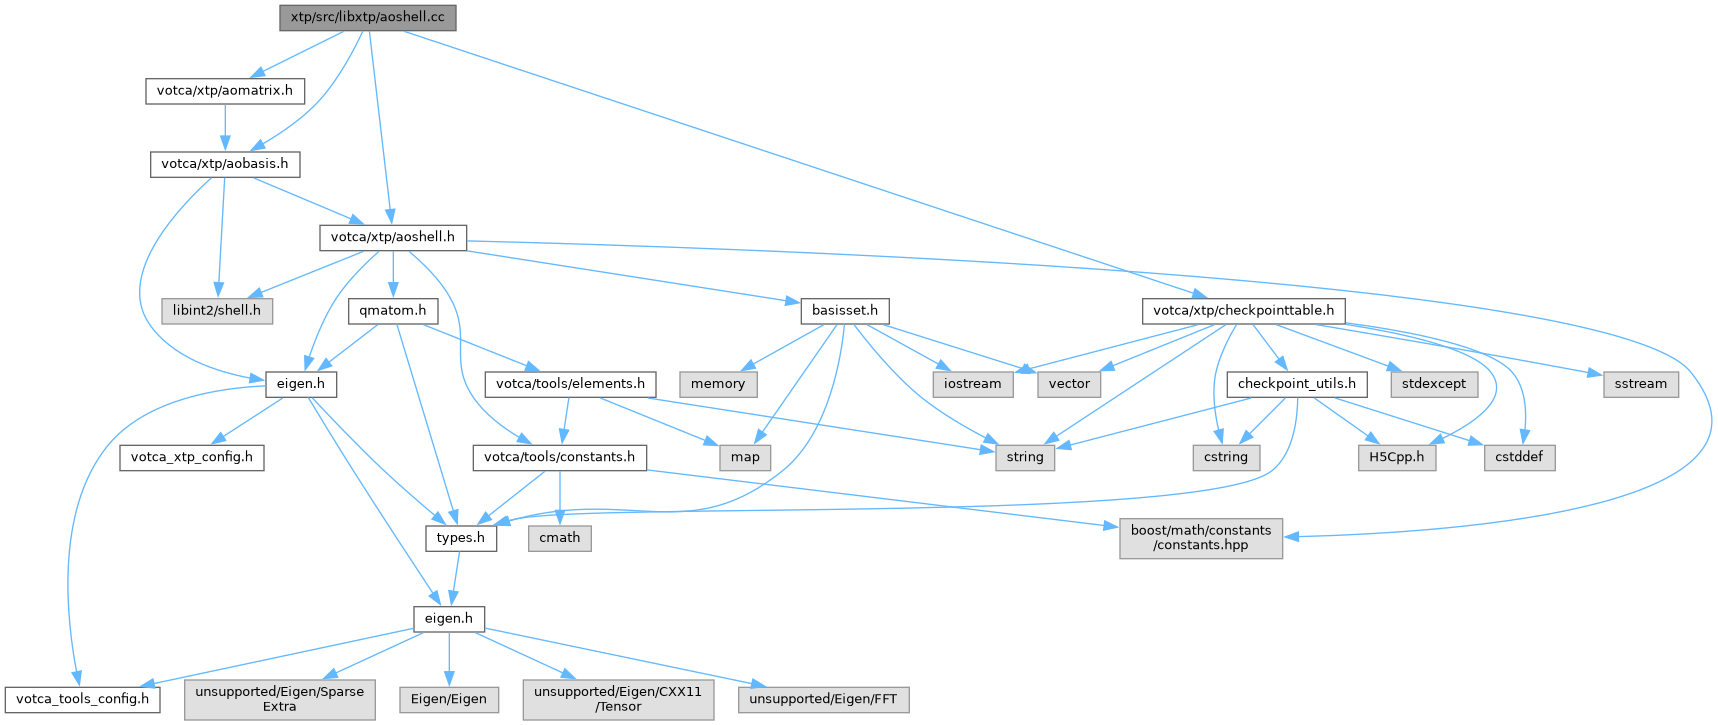 xtp/src/libxtp/aoshell.cc
votca/xtp/aomatrix.h
votca/xtp/aobasis.h
votca/xtp/aoshell.h
libint2/shell.h
qmatom.h
basisset.h
votca/xtp/checkpointtable.h
eigen.h
votca/tools/elements.h
memory
iostream
vector
checkpoint_utils.h
stdexcept
sstream
votca_xtp_config.h
votca/tools/constants.h
map
string
cstring
H5Cpp.h
cstddef
types.h
cmath
boost/math/constants
/constants.hpp
eigen.h
votca_tools_config.h
unsupported/Eigen/Sparse
Extra
Eigen/Eigen
unsupported/Eigen/CXX11
/Tensor
unsupported/Eigen/FFT